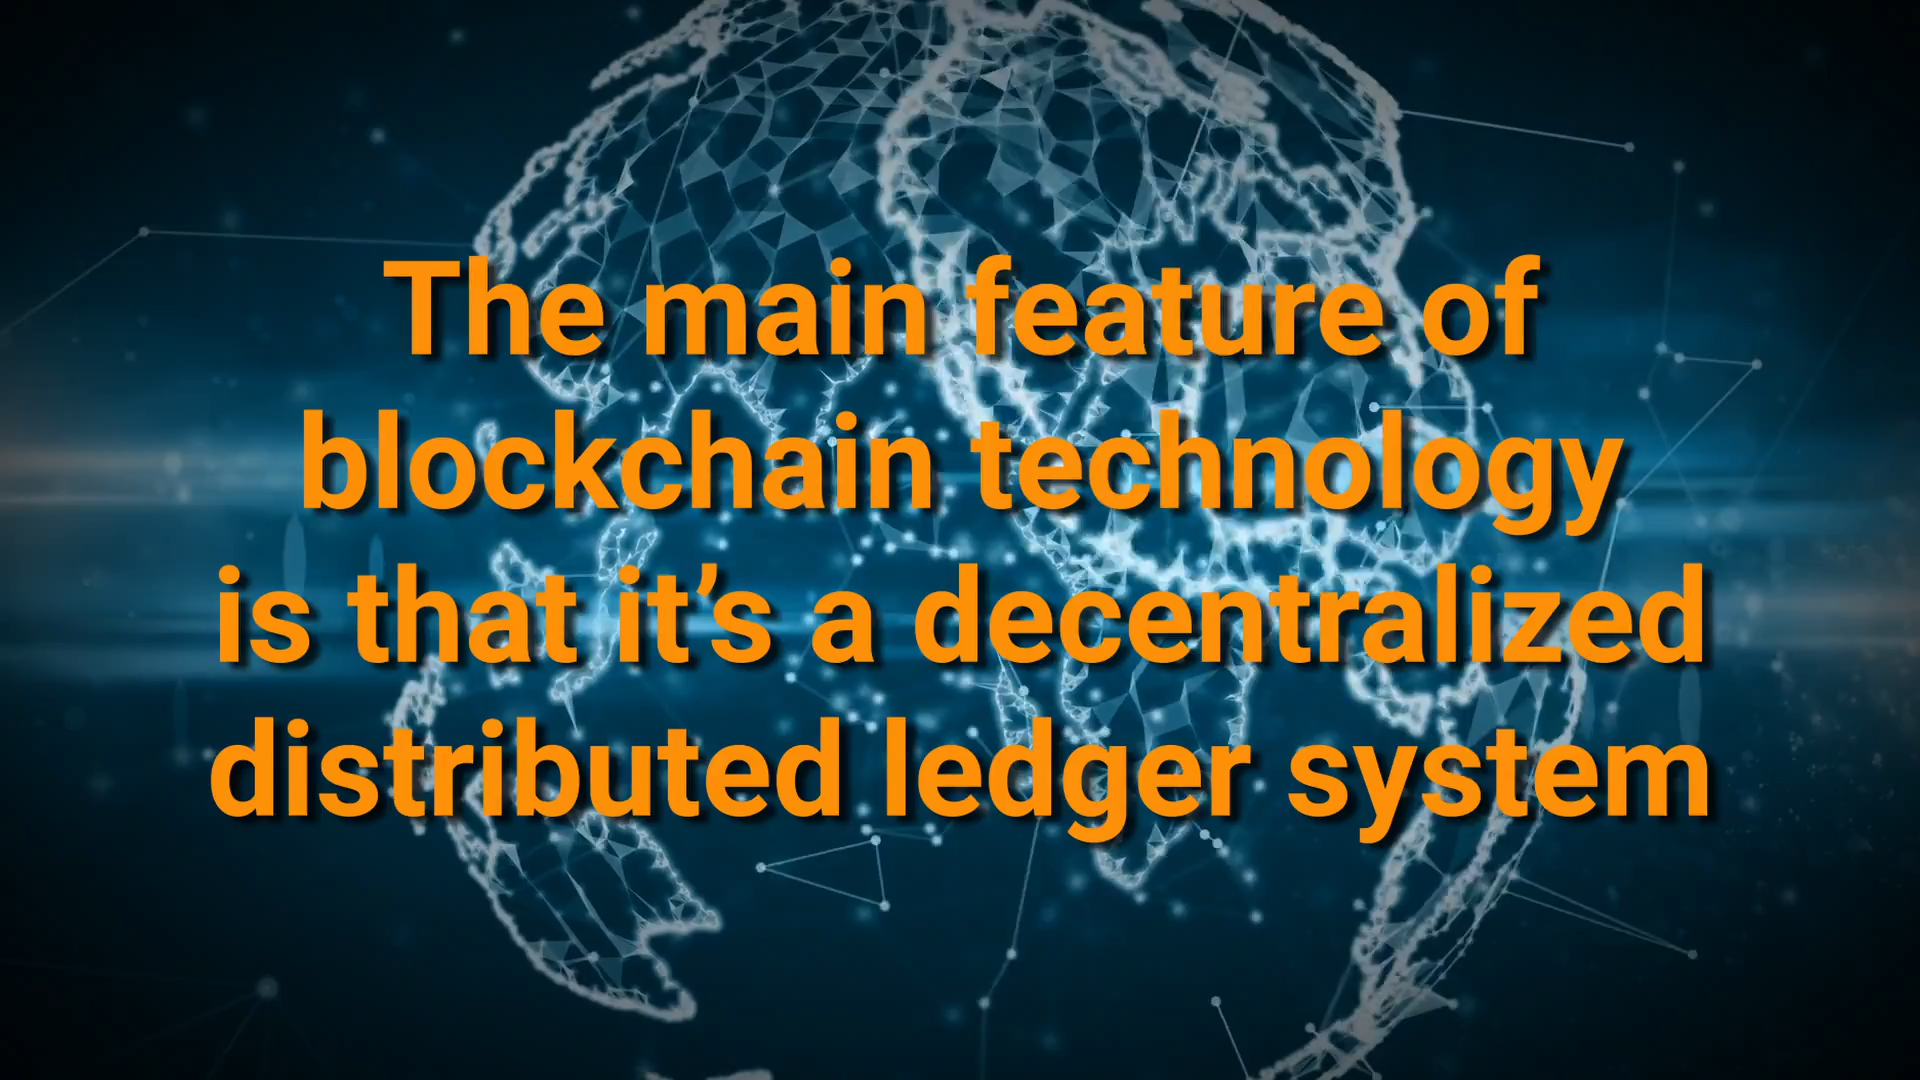 The main feature of
blockchain technology
is that it’s a decentralized
distributed ledger system